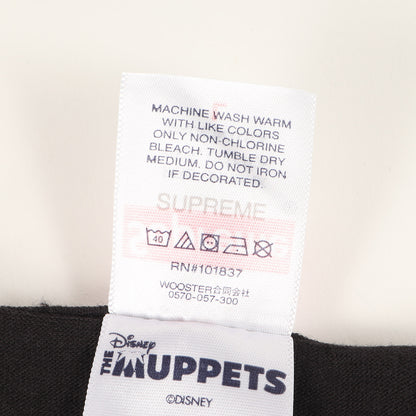 MACHINE WASH WARM
WITH LIKE COLORS
ONLY NON-CHLORINE
BLEACH. TUMBLE DRY
MEDIUM. DO NOT IRON
IF DECORATED.
SUPREME
40
RN#101837
WOOSTER合同会社
0570-057-300
Disney
THE MUPPETS
©DISNEY